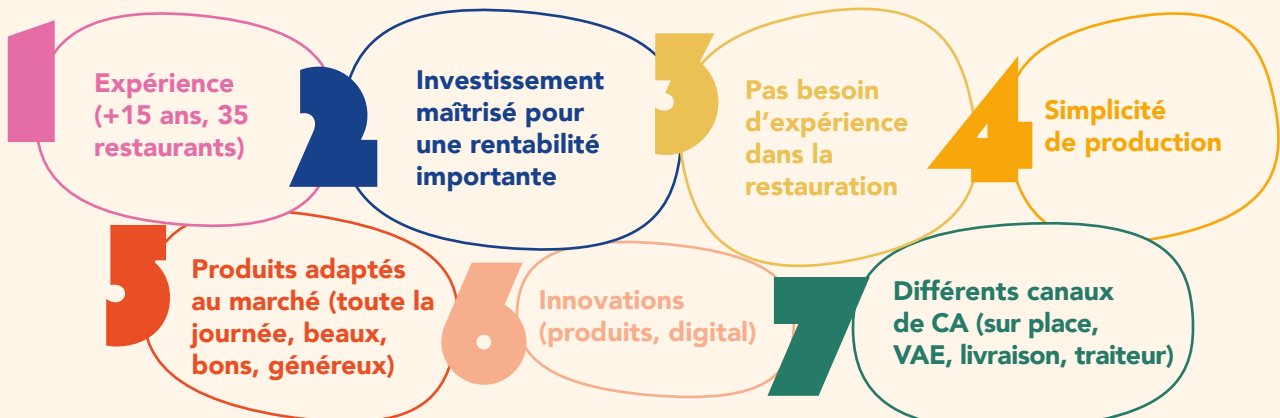 1
Expérience
(+15 ans, 35
restaurants)
2
Investissement
maîtrisé pour
une rentabilité
importante
3
Pas besoin
d’expérience
dans la
restauration
4
Simplicité
de production
5
Produits adaptés
au marché (toute la
journée, beaux,
bons, généreux)
6
Innovations
(produits, digital)
7
Différents canaux
de CA (sur place,
VAE, livraison, traiteur)